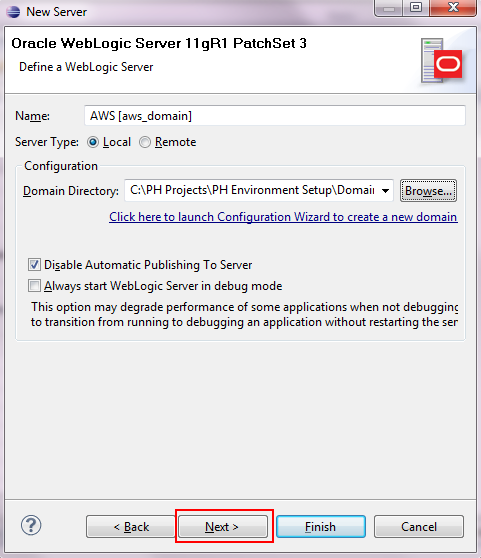 New Server
Oracle WebLogic Server 11gR1 PatchSet 3
Define a WebLogic Server
Name: AWS [aws_domain]
Server Type: Local Remote
Configuration
Domain Directory: C:\PH Projects\PH Environment Setup\Domain Browse...
Click here to launch Configuration Wizard to create a new domain
Disable Automatic Publishing To Server
Always start WebLogic Server in debug mode
This option may degrade performance of some applications when not debugging
to transition from running to debugging an application without restarting the ser
? < Back Next > Finish Cancel